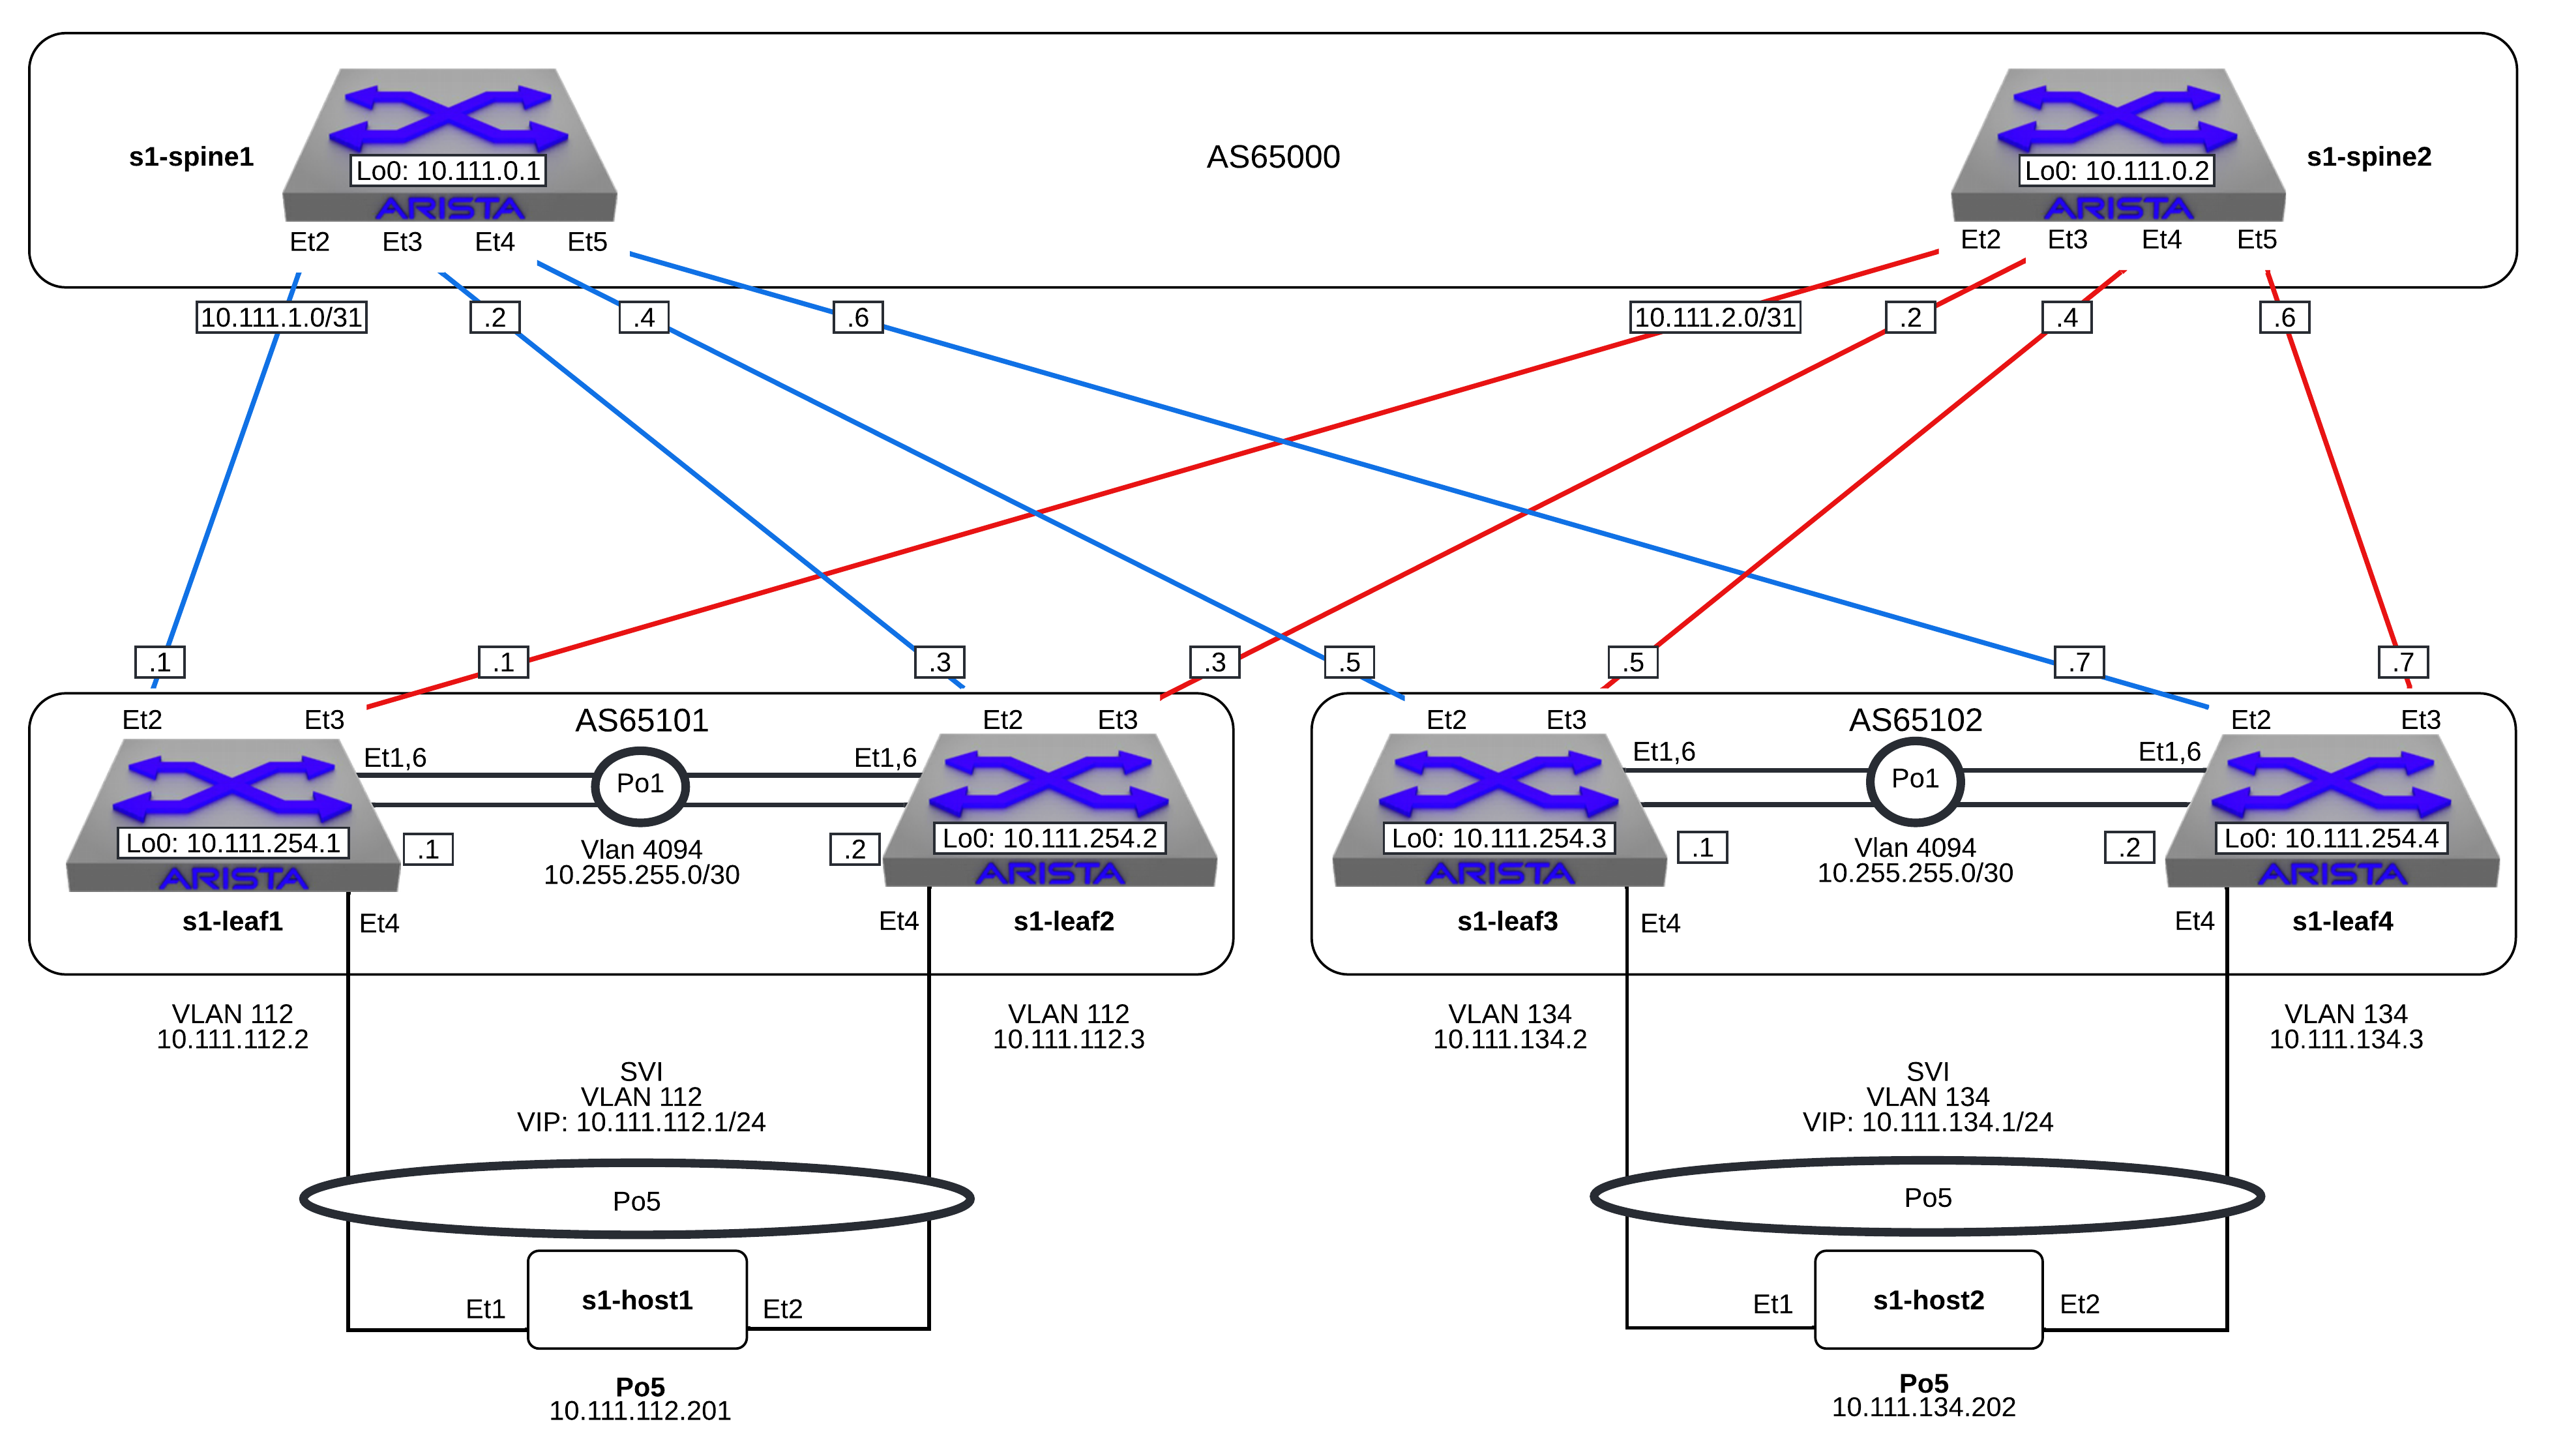 s1-spine1
Lo0: 10.111.0.1
ARISTA
AS65000
Lo0: 10.111.0.2
ARISTA
s1-spine2
Et2
Et3
Et4
Et5
Et2
Et3
Et4
Et5
10.111.1.0/31
.2
.4
.6
10.111.2.0/31
.2
.4
.6
.1
.1
.3
.3
.5
.5
.7
.7
Et2
Et3
AS65101
Et2
Et3
Et1,6
Po1
Et1,6
Lo0: 10.111.254.1
ARISTA
.1
Vlan 4094
10.255.255.0/30
.2
Lo0: 10.111.254.2
ARISTA
s1-leaf1
Et4
Et4
s1-leaf2
Et2
Et3
AS65102
Et2
Et3
Et1,6
Po1
Et1,6
Lo0: 10.111.254.3
ARISTA
.1
Vlan 4094
10.255.255.0/30
.2
Lo0: 10.111.254.4
ARISTA
s1-leaf3
Et4
Et4
s1-leaf4
VLAN 112
10.111.112.2
VLAN 112
10.111.112.3
VLAN 134
10.111.134.2
VLAN 134
10.111.134.3
SVI
VLAN 112
VIP: 10.111.112.1/24
SVI
VLAN 134
VIP: 10.111.134.1/24
Po5
Po5
Et1
s1-host1
Et2
Et1
s1-host2
Et2
Po5
10.111.112.201
Po5
10.111.134.202